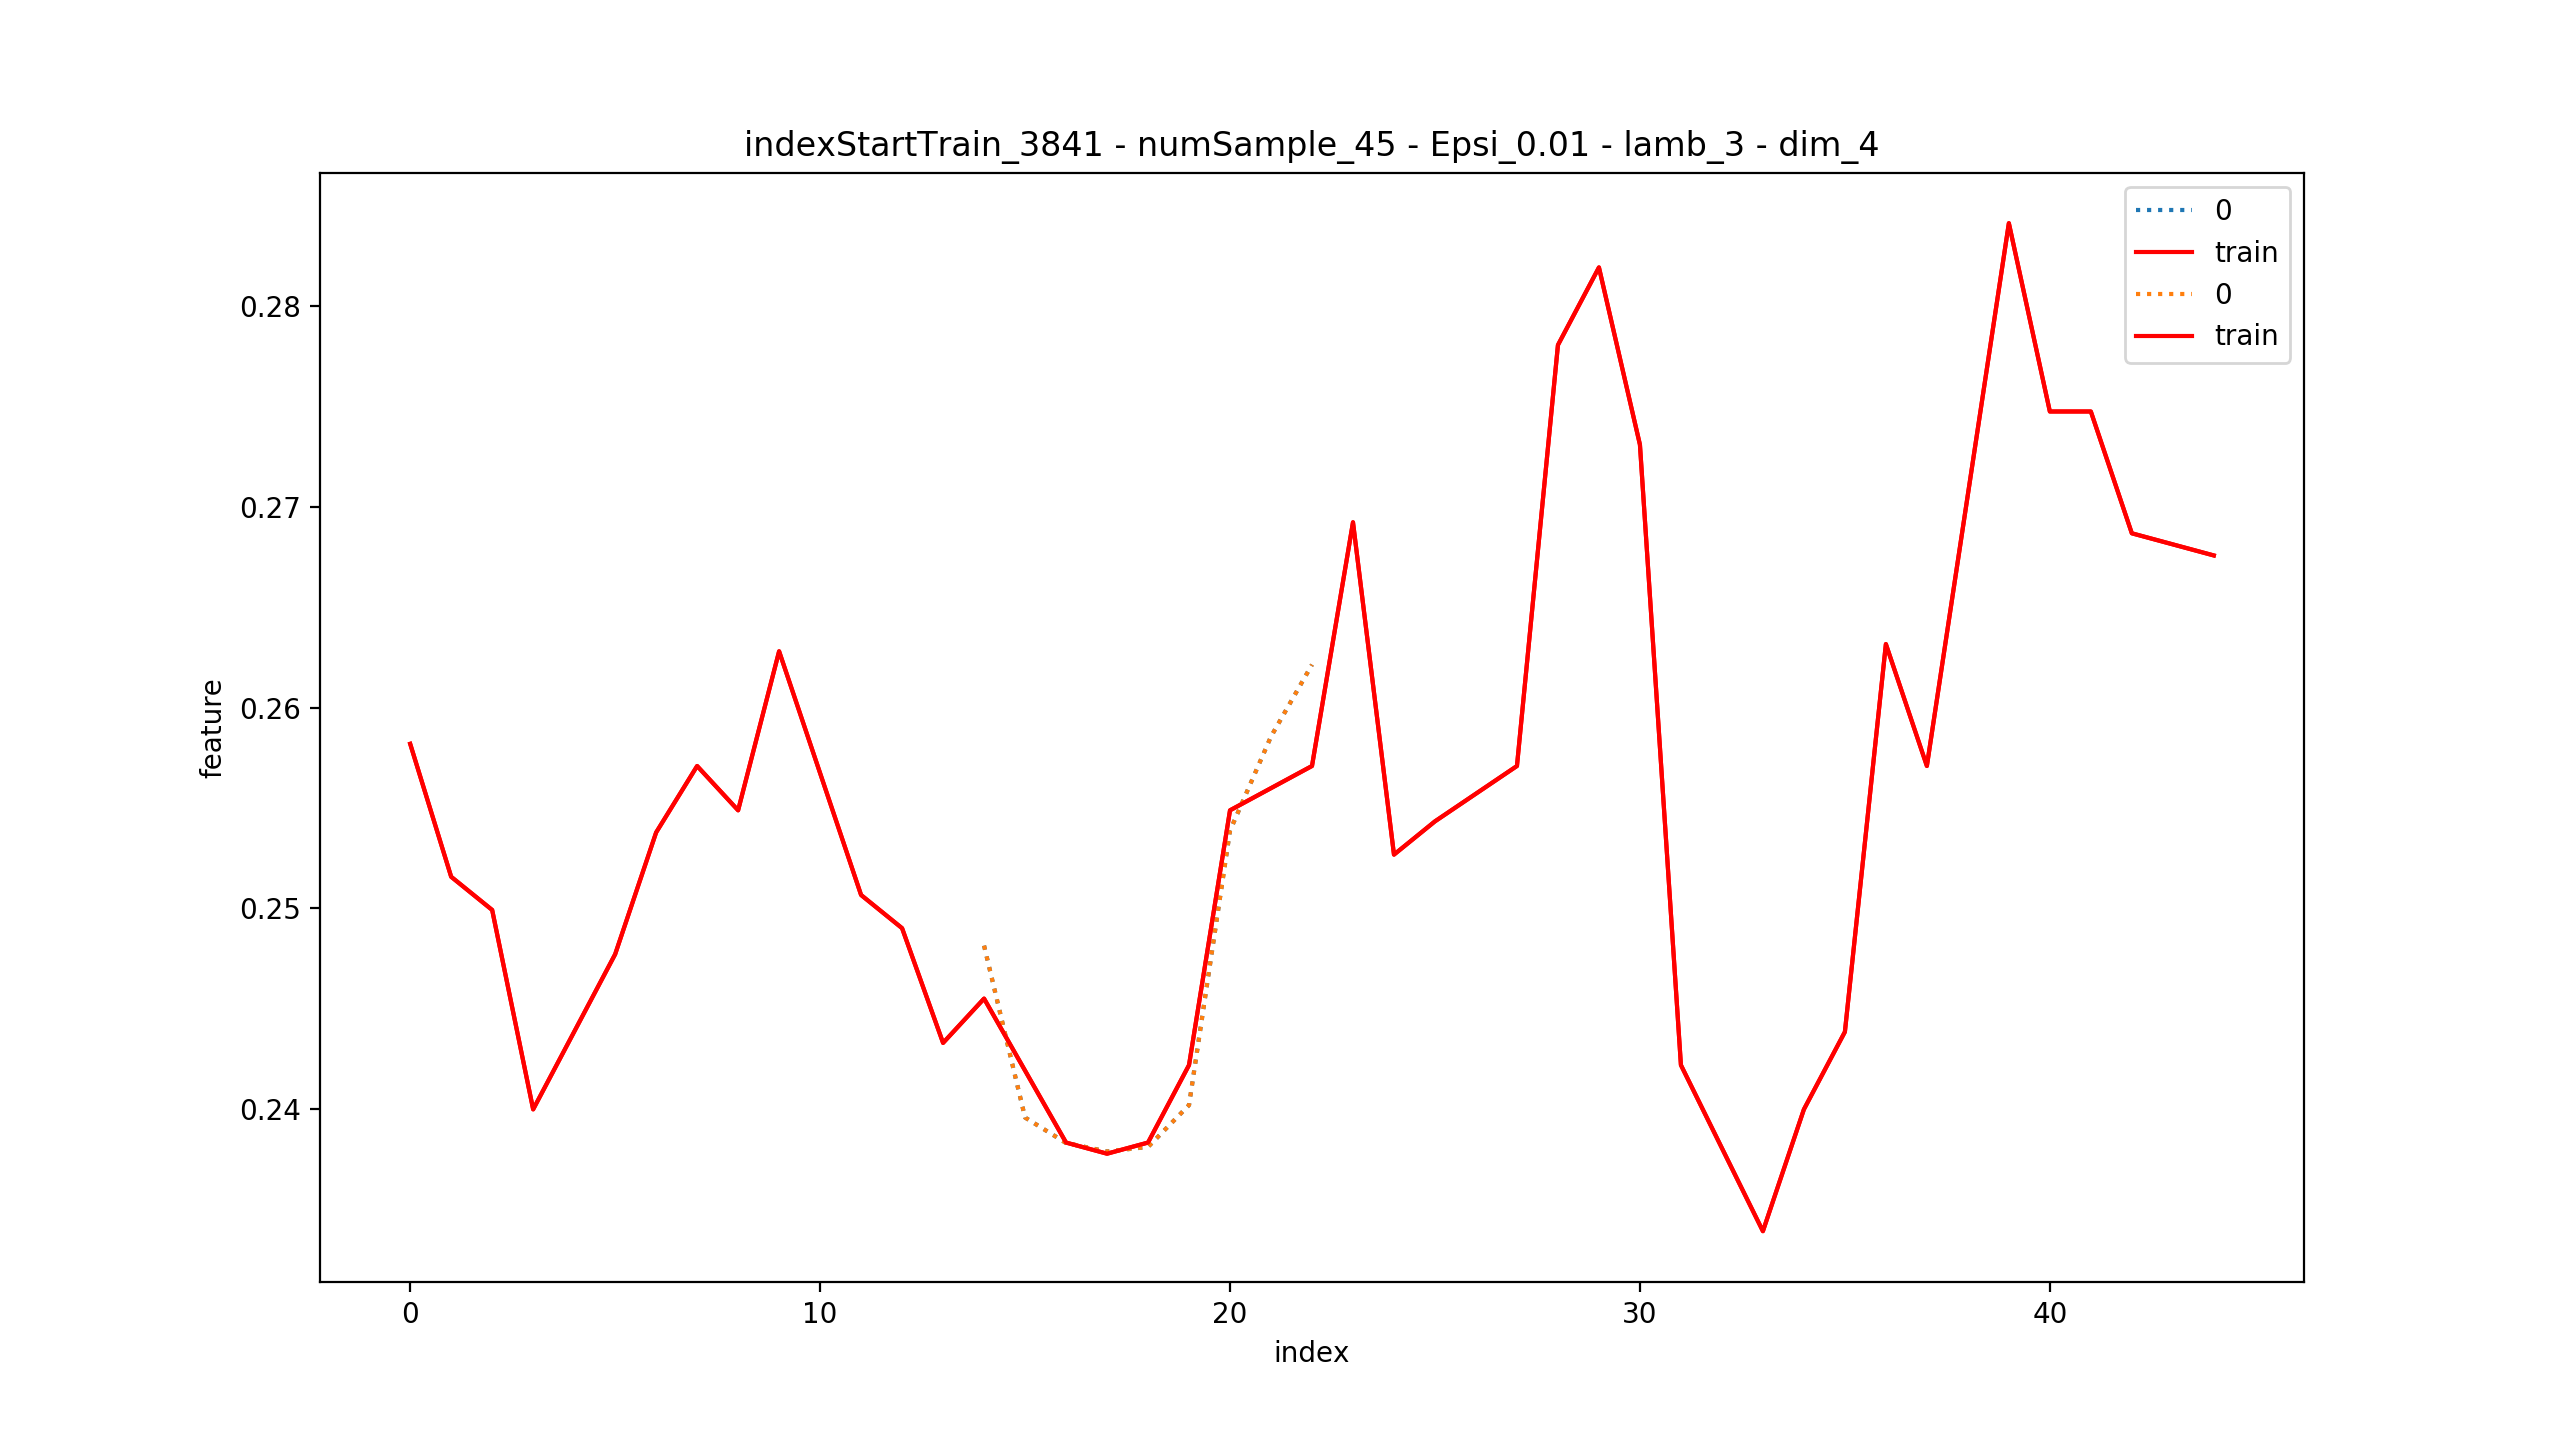 indexStartTrain_3841 - numSample_45 - Epsi_0.01 - lamb_3 - dim_4
0
train
0
train
0.28
0.27
0.26
0.25
0.24
feature
0 10 20 30 40
index